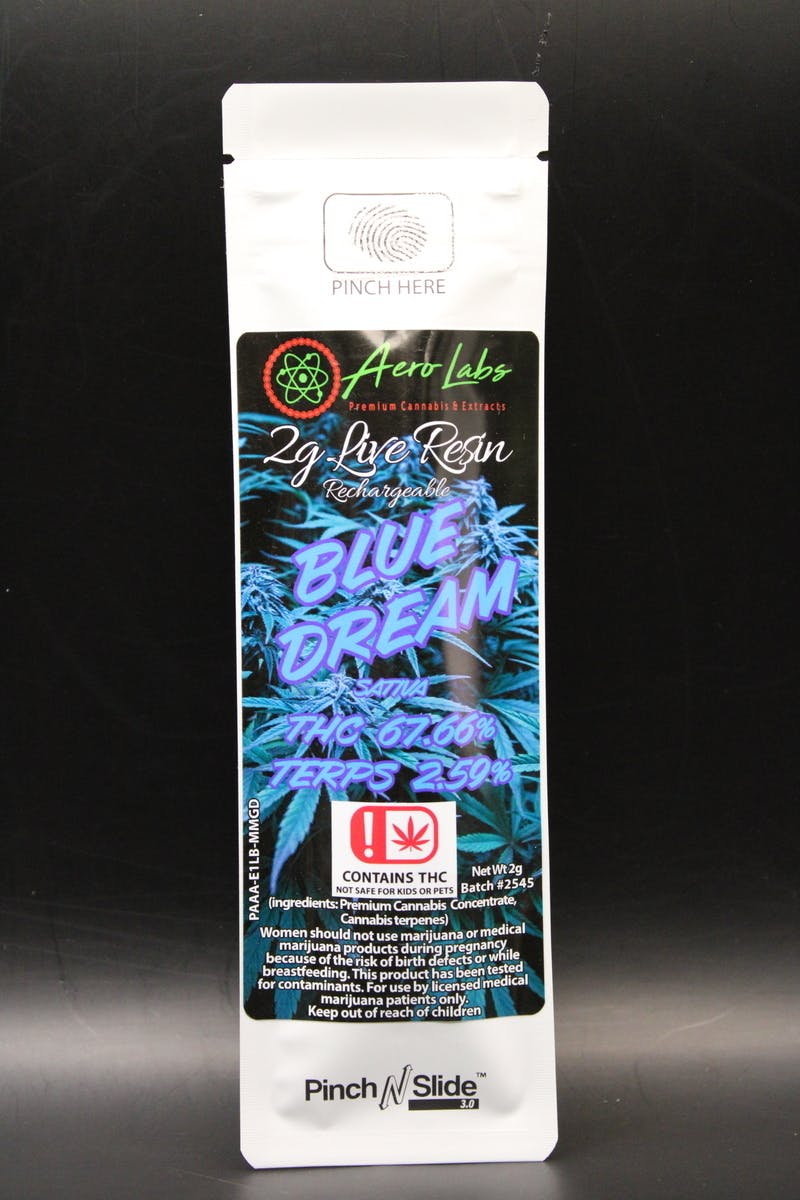 PINCH HERE
Aero Labs
Premium Cannabis & Extracts
2g Live Resin
Rechargeable
BLUE
DREAM
SATIVA
THC 67.66%
TERPS 2.59%
PAAA-E1LB-MMGD
!
CONTAINS THC
NOT SAFE FOR KIDS OR PETS
Net Wt 2g
Batch #2545
(ingredients: Premium Cannabis Concentrate,
Cannabis terpenes)
Women should not use marijuana or medical
marijuana products during pregnancy
because of the risk of birth defects or while
breastfeeding. This product has been tested
for contaminants. For use by licensed medical
marijuana patients only.
Keep out of reach of children
Pinch N Slide™
3.0